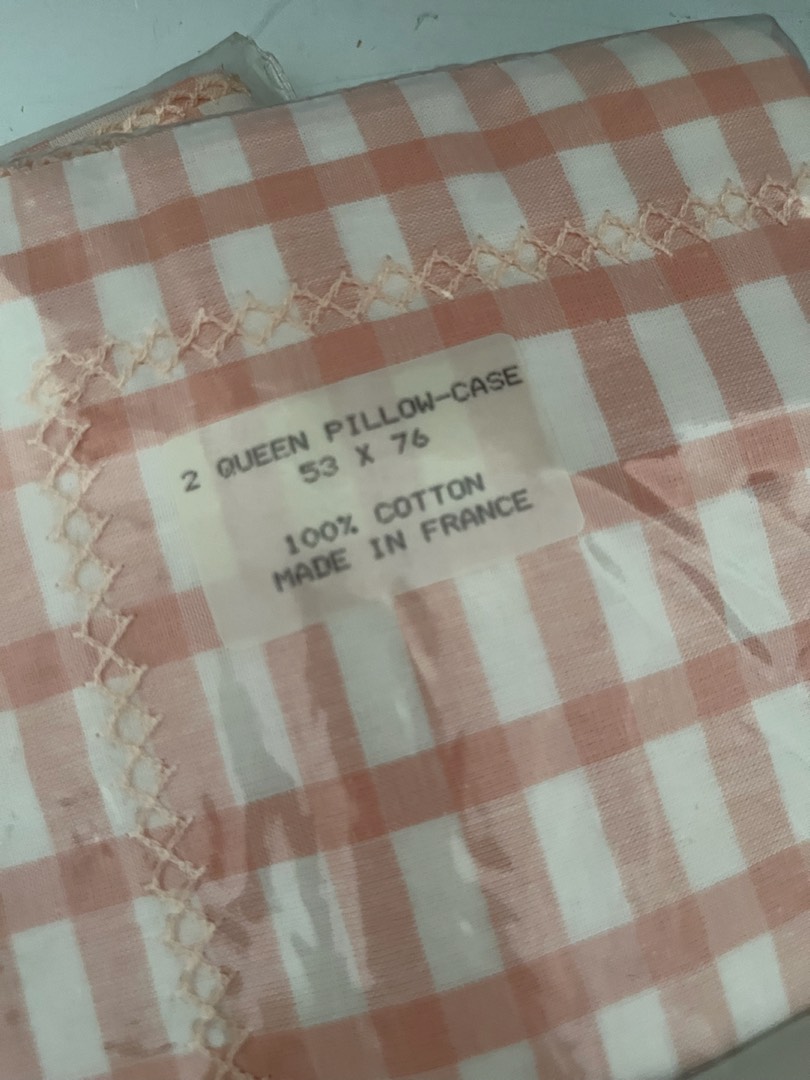 2 QUEEN PILLOW-CASE
53 X 76
100% COTTON
MADE IN FRANCE